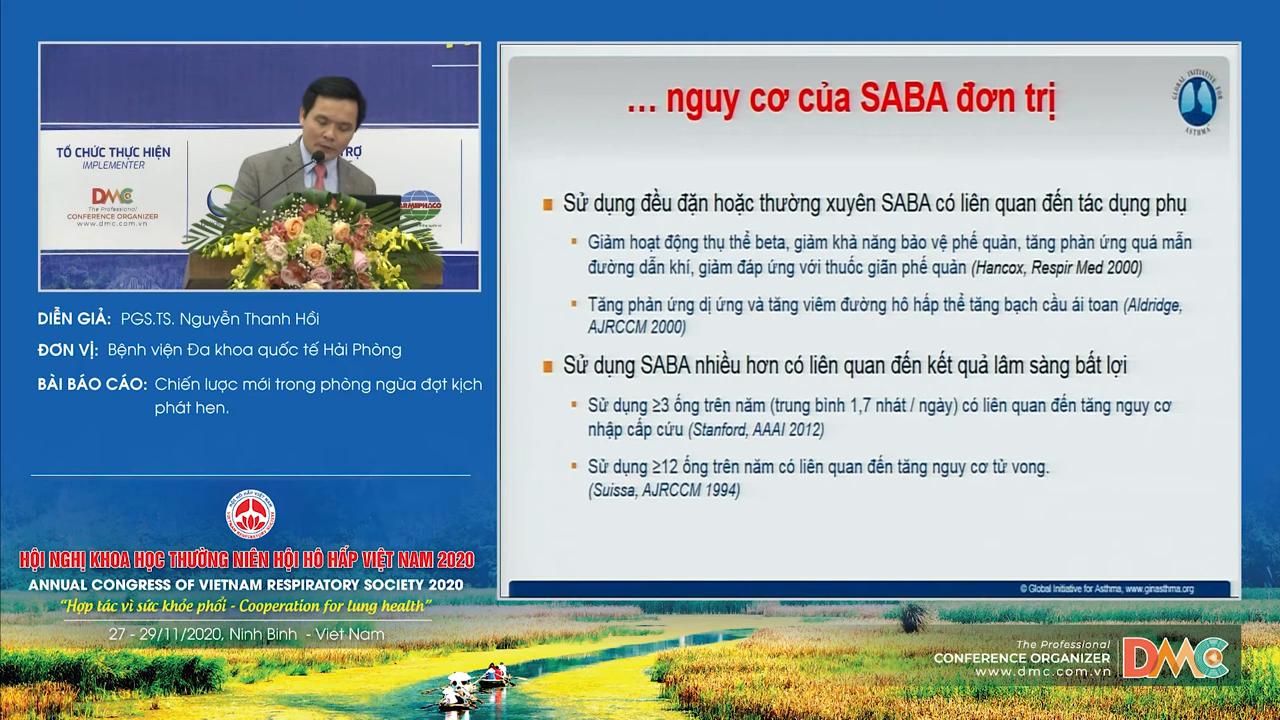 TỔ CHỨC THỰC HIỆN
IMPLEMENTER
DMC
The Professional
CONFERENCE ORGANIZER
www.dmc.com.vn
TRỢ
DIỄN GIẢ: PGS.TS. Nguyễn Thanh Hồi
ĐƠN VỊ: Bệnh viện Đa khoa quốc tế Hải Phòng
BÀI BÁO CÁO: Chiến lược mới trong phòng ngừa đợt kịch
phát hen.
HỘI HÔ HẤP VIỆT NAM
HỘI NGHỊ KHOA HỌC THƯỜNG NIÊN HỘI HÔ HẤP VIỆT NAM 2020
ANNUAL CONGRESS OF VIETNAM RESPIRATORY SOCIETY 2020
“Hợp tác vì sức khỏe phổi - Cooperation for lung health”
27 - 29/11/2020, Ninh Bình - Việt Nam
... nguy cơ của SABA đơn trị
GLOBAL INITIATIVE FOR
ASTHMA
Sử dụng đều đặn hoặc thường xuyên SABA có liên quan đến tác dụng phụ
Giảm hoạt động thụ thể beta, giảm khả năng bảo vệ phế quản, tăng phản ứng quá mẫn
đường dẫn khí, giảm đáp ứng với thuốc giãn phế quản (Hancox, Respir Med 2000)
Tăng phản ứng dị ứng và tăng viêm đường hô hấp thể tăng bạch cầu ái toan (Aldridge,
AJRCCM 2000)
Sử dụng SABA nhiều hơn có liên quan đến kết quả lâm sàng bất lợi
Sử dụng ≥3 ống trên năm (trung bình 1,7 nhát / ngày) có liên quan đến tăng nguy cơ
nhập cấp cứu (Stanford, AAAI 2012)
Sử dụng ≥12 ống trên năm có liên quan đến tăng nguy cơ tử vong.
(Suissa, AJRCCM 1994)
© Global Initiative for Asthma, www.ginasthma.org
The Professional
CONFERENCE ORGANIZER
www.dmc.com.vn
DMC